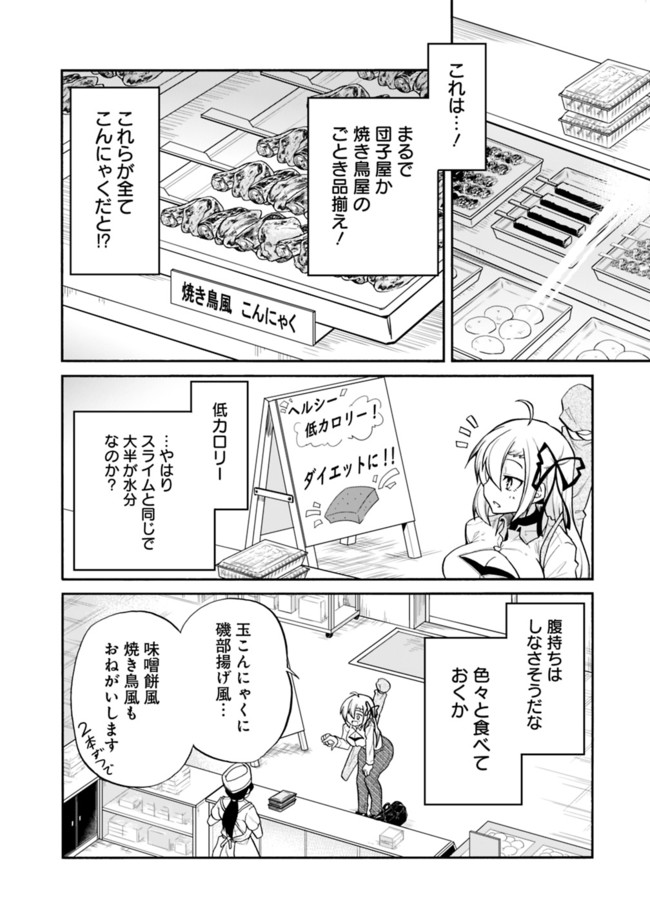 これは…！
まるで
団子屋か
焼き鳥屋の
ごとき品揃え！
これらが全て
こんにゃくだと!?
焼き鳥風 こんにゃく
ヘルシー
低カロリー！
ダイエットに!!
低カロリー
…やはり
スライムと同じで
大半が水分
なのか？
腹持ちは
しなさそうだな
色々と食べて
おくか
玉こんにゃくに
磯部揚げ風…
味噌餅風
焼き鳥風も
おねがいします
2本ずつで